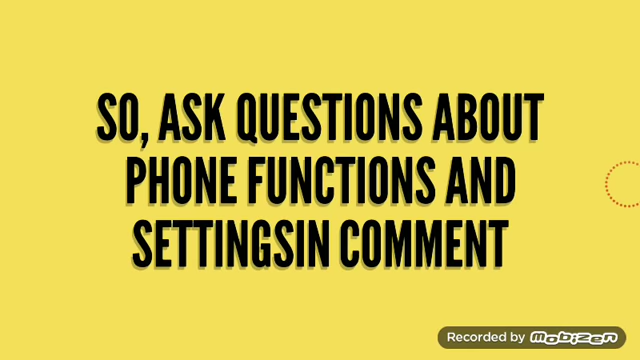 SO, ASK QUESTIONS ABOUT
PHONE FUNCTIONS AND
SETTINGSIN COMMENT
Recorded by mobizen